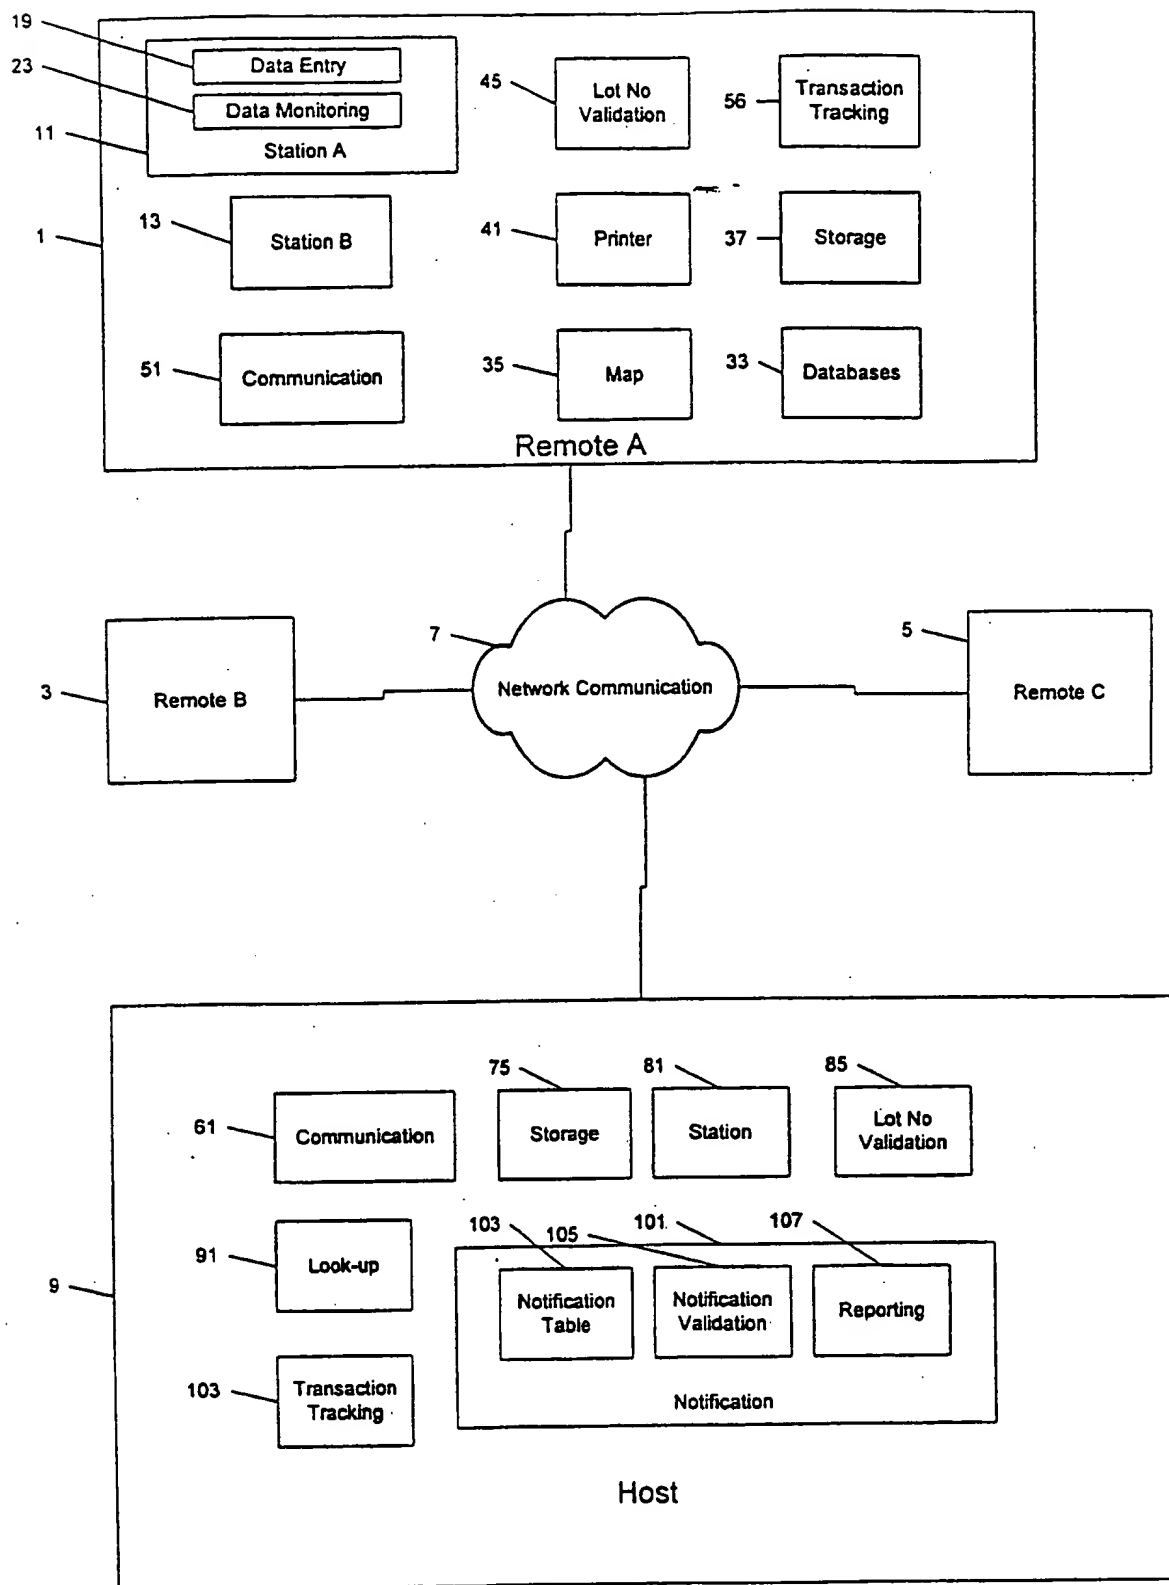 19
Data Entry
23
Data Monitoring
11
Station A
45
Lot No
Validation
56
Transaction
Tracking
1
13
Station B
41
Printer
37
Storage
51
Communication
35
Map
33
Databases
Remote A
3
Remote B
7
Network Communication
5
Remote C
61
Communication
75
Storage
81
Station
85
Lot No
Validation
91
Look-up
103
105
101
107
Notification
Table
Notification
Validation
Reporting
Notification
9
103
Transaction
Tracking
Host